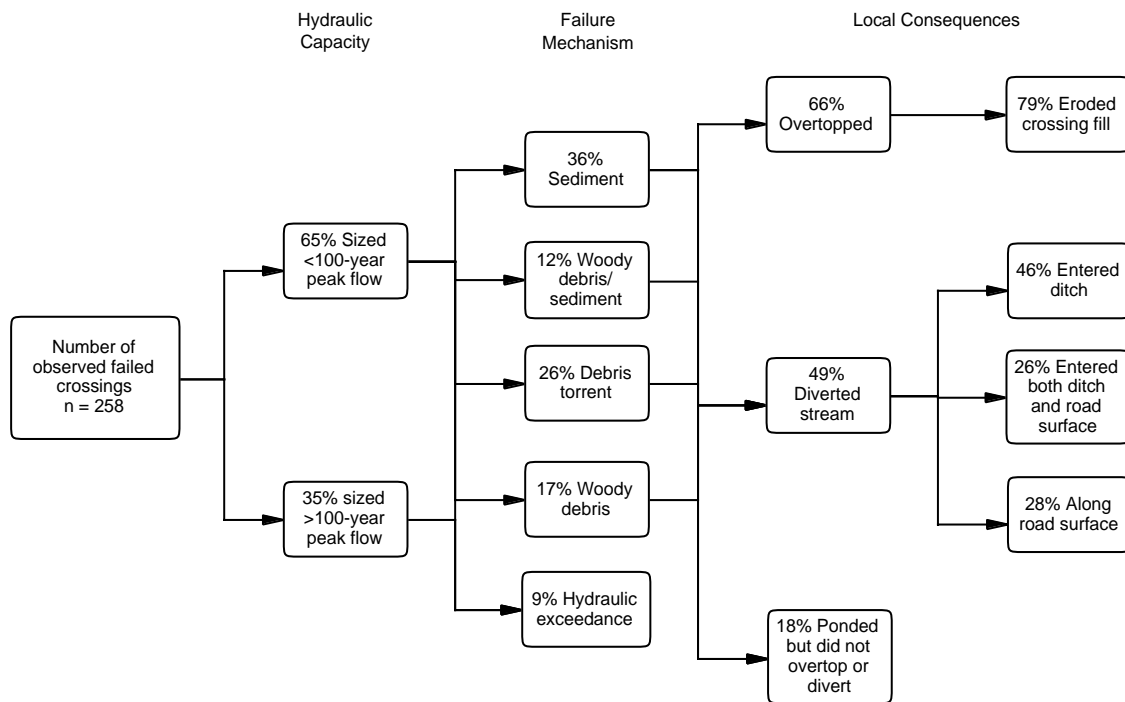 Hydraulic
Capacity
Failure
Mechanism
Local Consequences
Number of
observed failed
crossings
n = 258
65% Sized
<100-year
peak flow
35% sized
>100-year
peak flow
36%
Sediment
12% Woody
debris/
sediment
26% Debris
torrent
17% Woody
debris
9% Hydraulic
exceedance
66%
Overtopped
49%
Diverted
stream
18% Ponded
but did not
overtop or
divert
79% Eroded
crossing fill
46% Entered
ditch
26% Entered
both ditch
and road
surface
28% Along
road surface